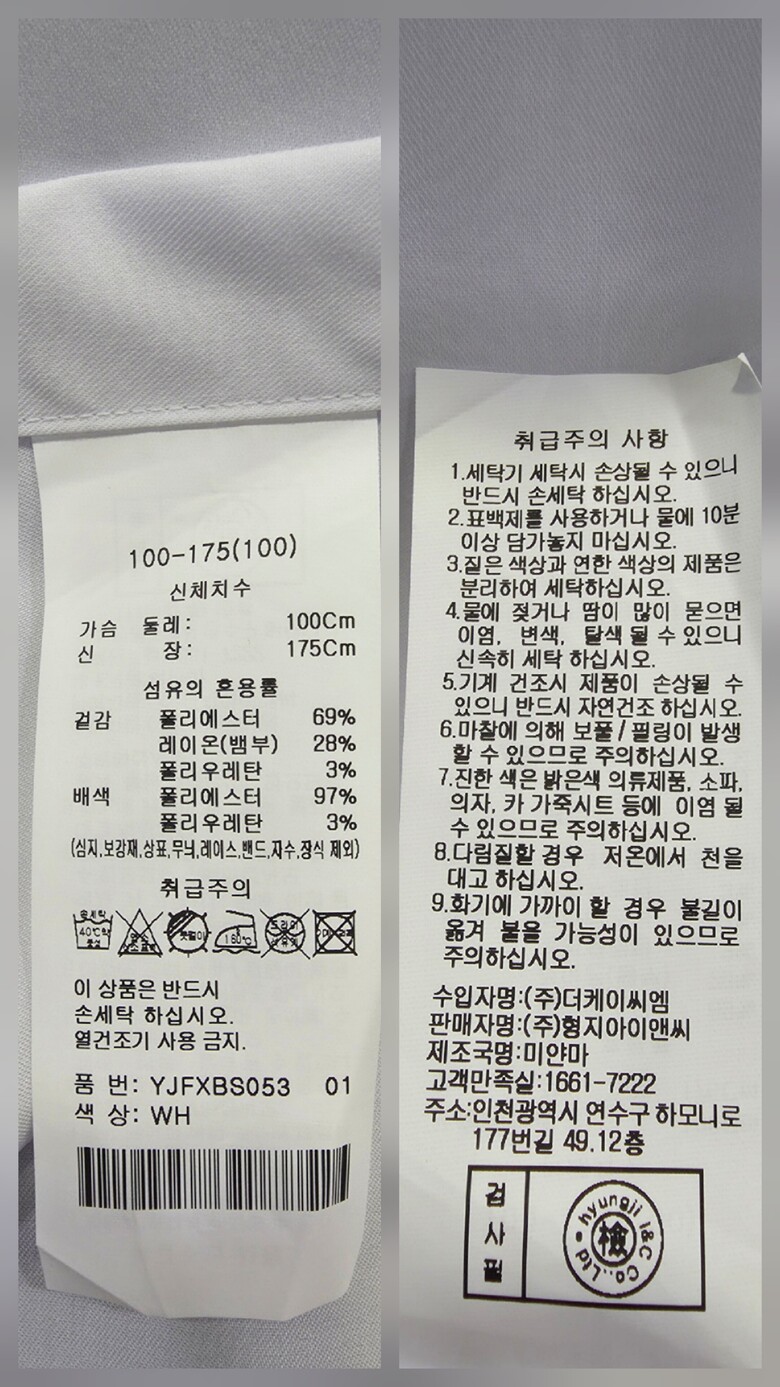 100-175(100)
신체치수
가슴 둘레: 100Cm
신 장: 175Cm
섬유의 혼용률
겉감 폴리에스터 69%
레이온(뱀부) 28%
폴리우레탄 3%
배색 폴리에스터 97%
폴리우레탄 3%
(심지,보강재,상표,무늬,레이스,밴드,자수,장식 제외)
취급주의
손세탁
40℃약
중성
180℃
드라이
이 상품은 반드시
손세탁 하십시오.
열건조기 사용 금지.
품 번: YJFXBS053 01
색 상: WH
취급주의 사항
1.세탁기 세탁시 손상될 수 있으니
반드시 손세탁 하십시오.
2.표백제를 사용하거나 물에 10분
이상 담가놓지 마십시오.
3.짙은 색상과 연한 색상의 제품은
분리하여 세탁하십시오.
4.물에 젖거나 땀이 많이 묻으면
이염, 변색, 탈색 될 수 있으니
신속히 세탁 하십시오.
5.기계 건조시 제품이 손상될 수
있으니 반드시 자연건조 하십시오.
6.마찰에 의해 보풀/필링이 발생
할 수 있으므로 주의하십시오.
7.진한 색은 밝은색 의류제품, 소파,
의자, 카 가죽시트 등에 이염 될
수 있으므로 주의하십시오.
8.다림질할 경우 저온에서 천을
대고 하십시오.
9.화기에 가까이 할 경우 불길이
옮겨 붙을 가능성이 있으므로
주의하십시오.
수입자명:(주)더케이씨엠
판매자명:(주)형지아이앤씨
제조국명:미얀마
고객만족실:1661-7222
주소:인천광역시 연수구 하모니로
177번길 49.12층
검사필
hyungji I&C Co.,Ltd
檢